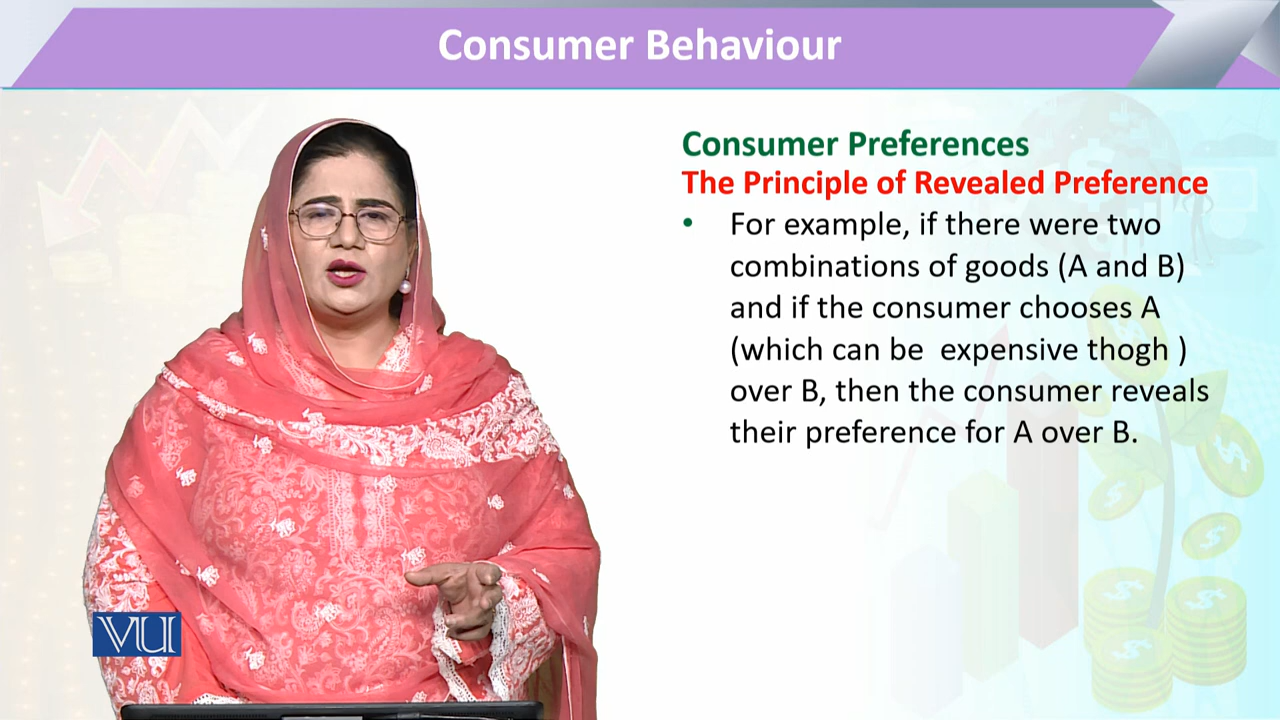 Consumer Behaviour
Consumer Preferences
The Principle of Revealed Preference
• For example, if there were two
combinations of goods (A and B)
and if the consumer chooses A
(which can be  expensive thogh )
over B, then the consumer reveals
their preference for A over B.
VU